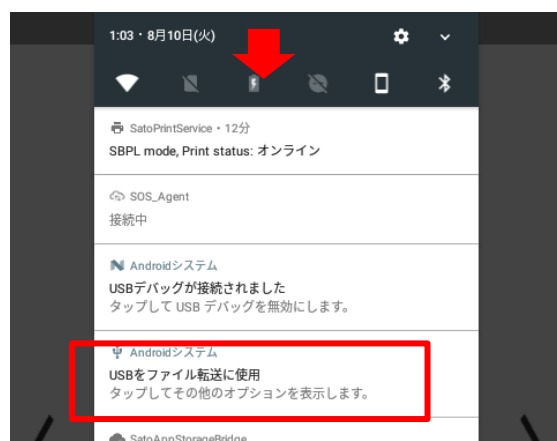 1:03・8月10日(火)
SatoPrintService・12分
SBPL mode, Print status: オンライン
SOS_Agent
接続中
Androidシステム
USBデバッグが接続されました
タップして USB デバッグを無効にします。
Androidシステム
USBをファイル転送に使用
タップしてその他のオプションを表示します。
SatoAppStorageBridge